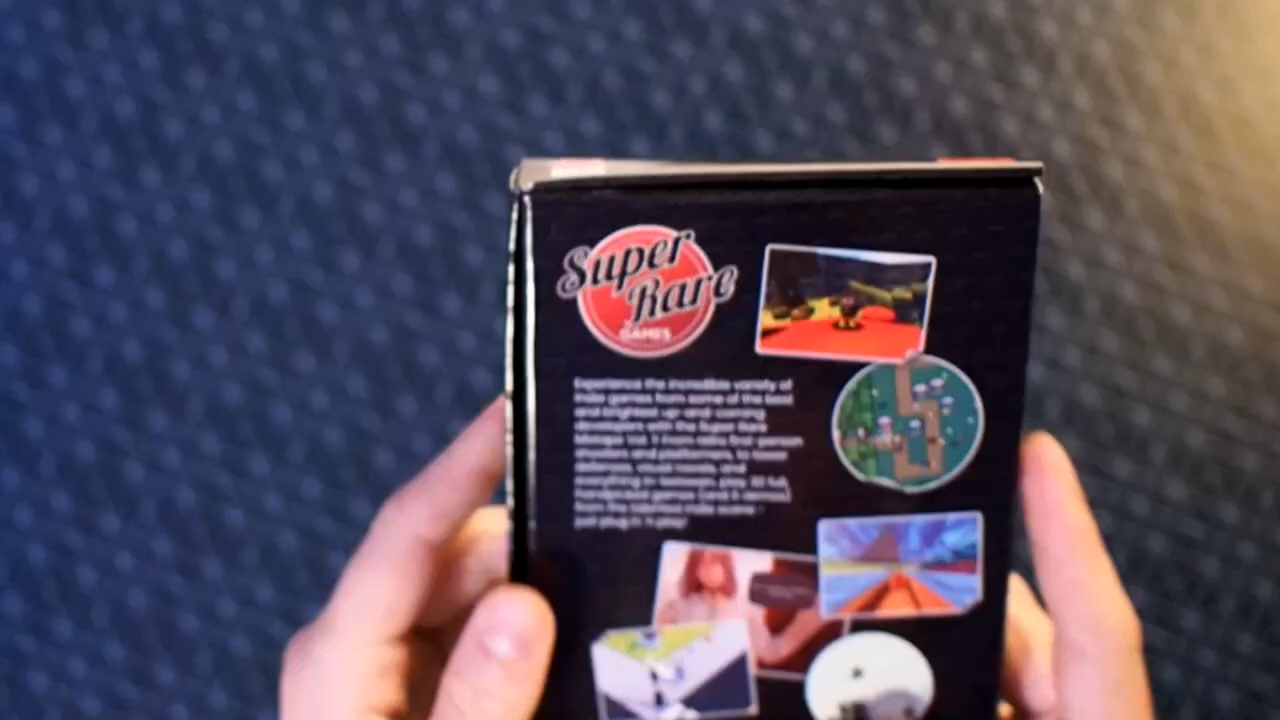 Super
Rare
GAMES
Experience the incredible variety of
indie games from some of the best
and brightest up-and-coming
developers with the Super Rare
Mixtape Vol. From retro first-person
shooters and platformers, to tower
defenses, visual novels, and
everything in-between, play 30 full,
handpicked games (and demos)
from the talented indie scene -
just plug in 'n play!